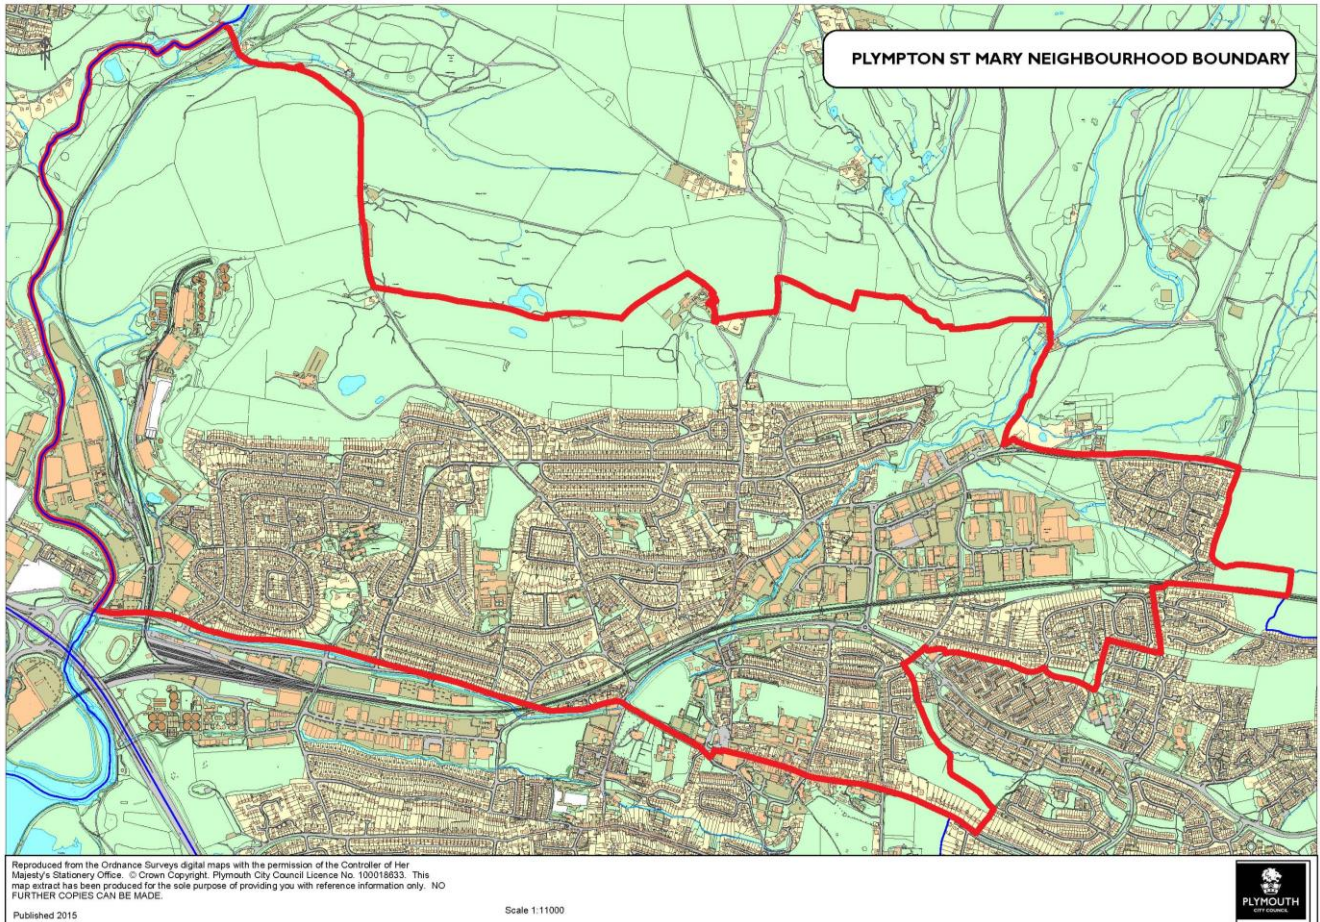 PLYMPTON ST MARY NEIGHBOURHOOD BOUNDARY
Reproduced from the Ordnance Surveys digital maps with the permission of the Controller of Her
Majesty's Stationery Office. © Crown Copyright. Plymouth City Council Licence No. 100018633. This
map extract has been produced for the sole purpose of providing you with reference information only. NO
FURTHER COPIES CAN BE MADE.
Published 2015
Scale 1:11000
PLYMOUTH
CITY COUNCIL